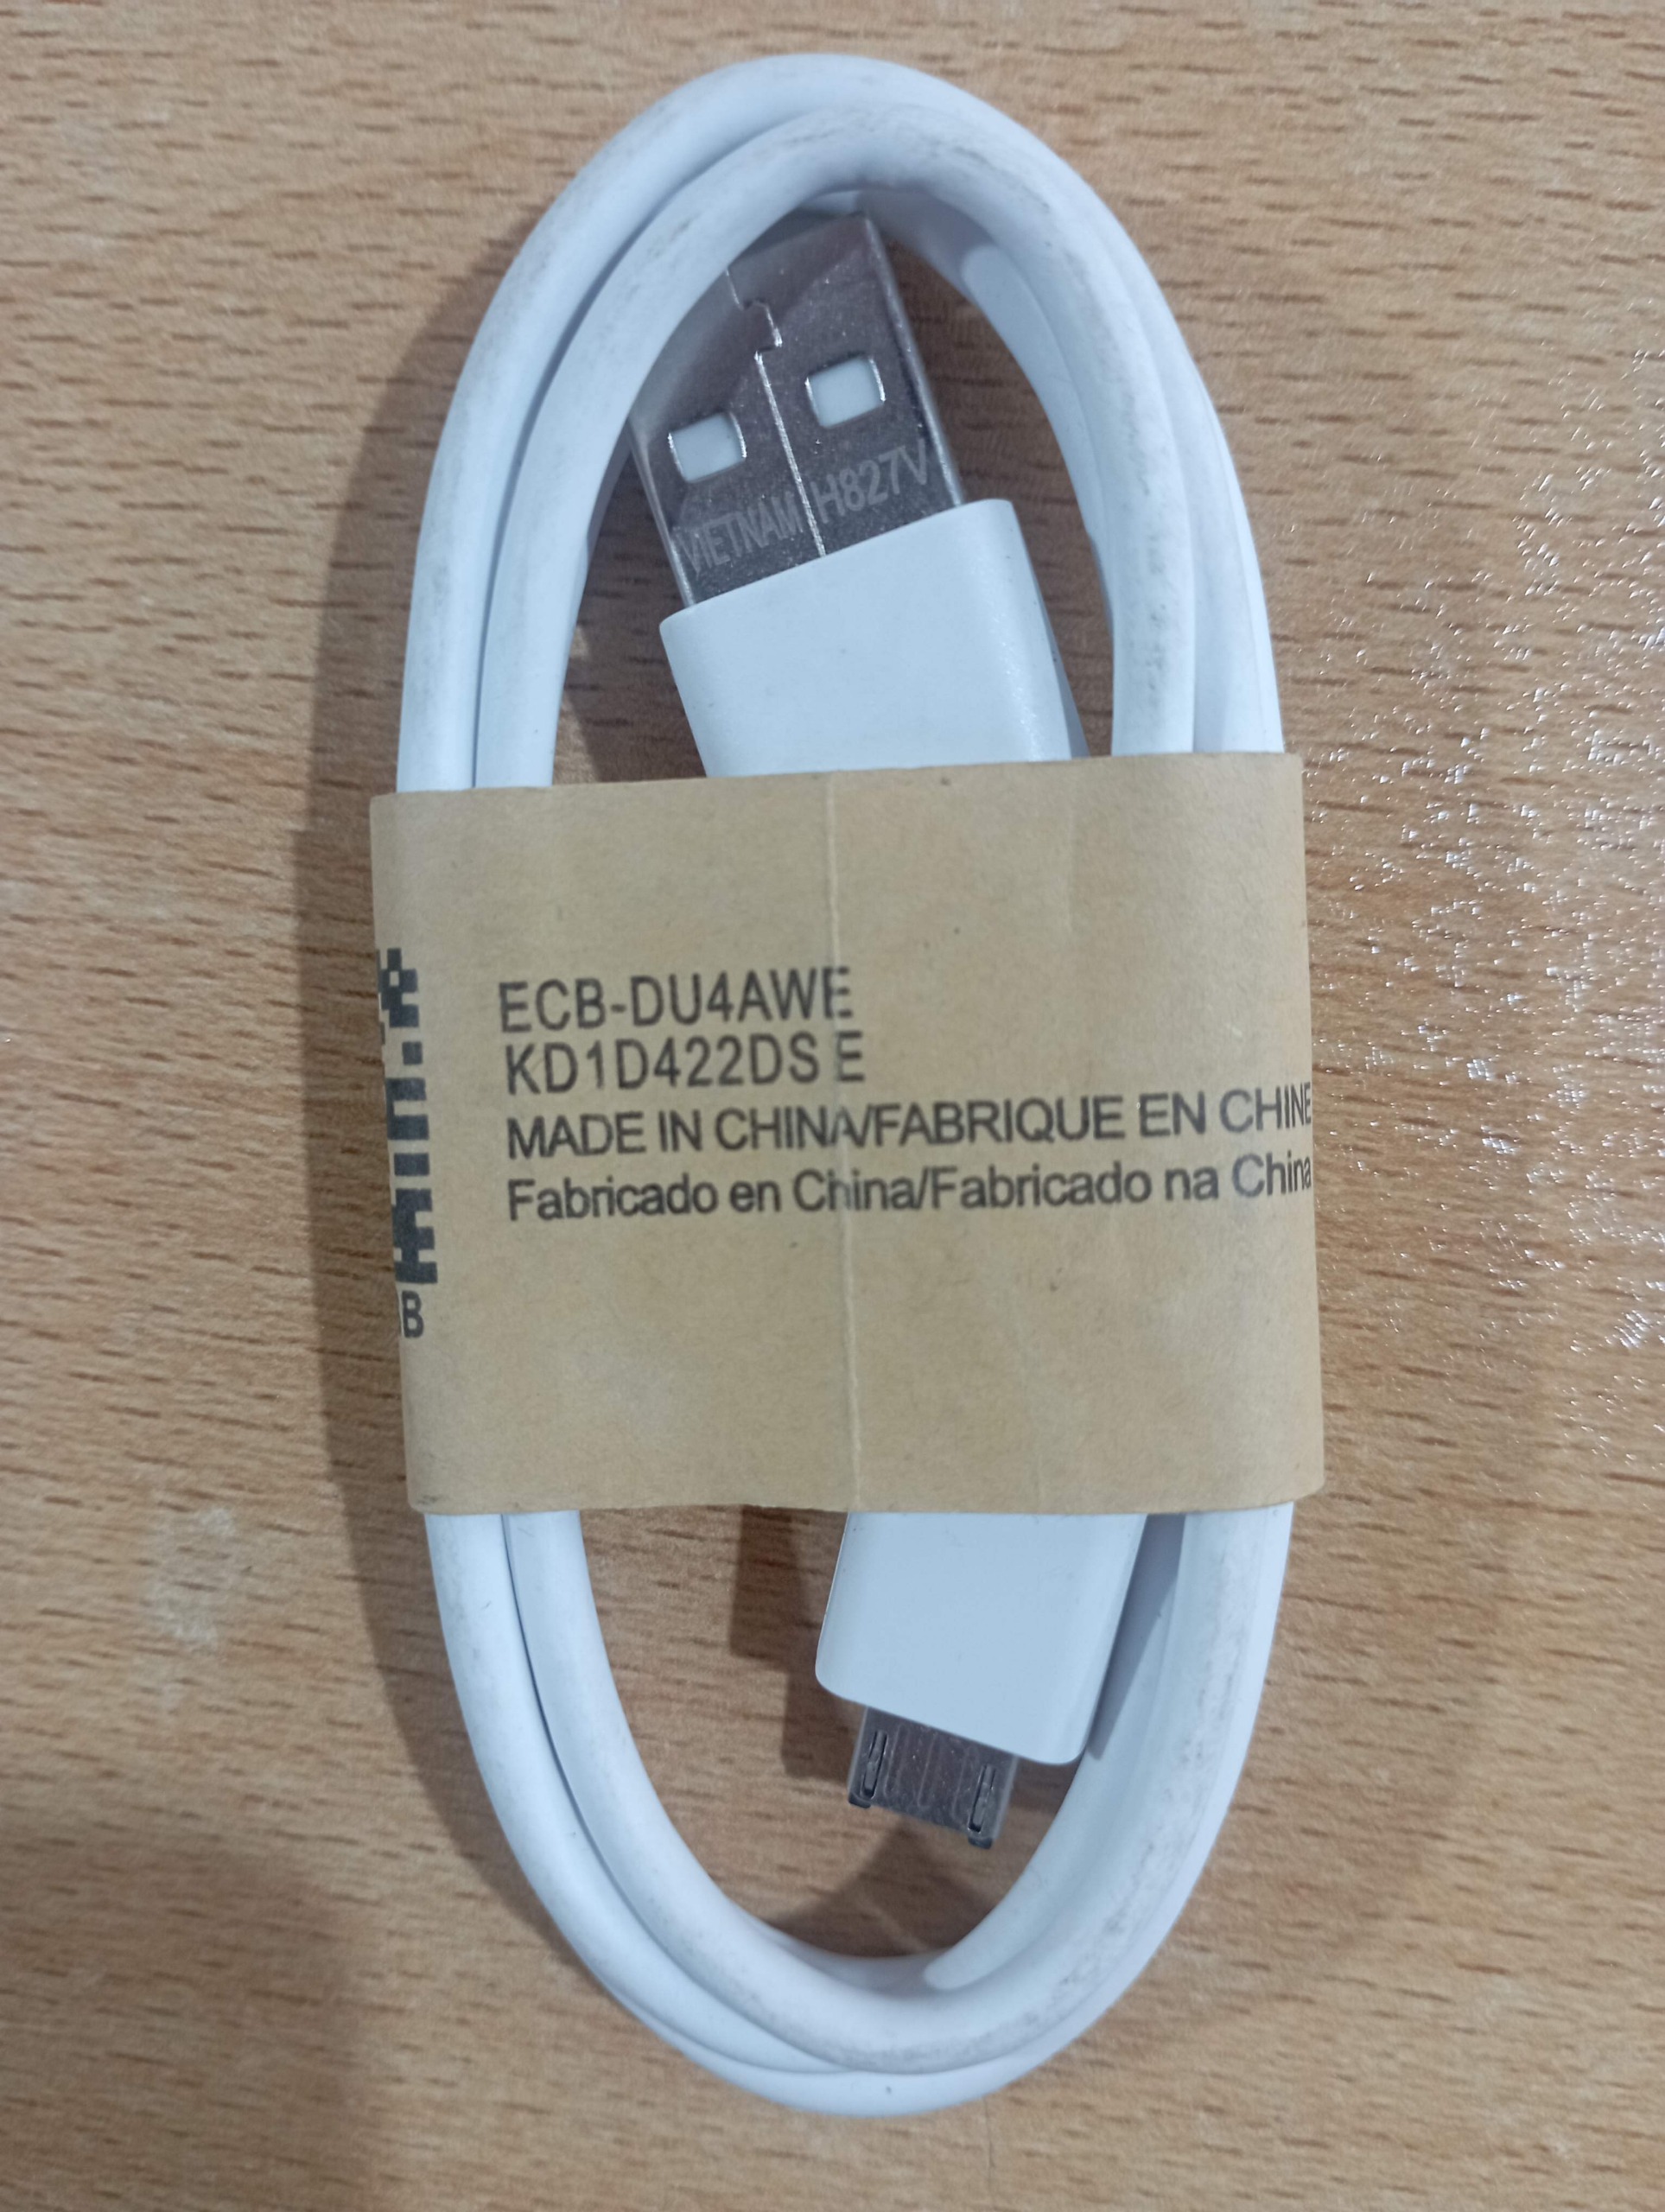 VIETNAM H827V
ECB-DU4AWE
KD1D422DS E
MADE IN CHINA/FABRIQUE EN CHINE
Fabricado en China/Fabricado na China